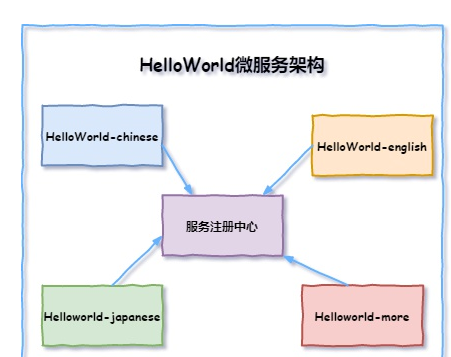 HelloWorld微服务架构
HelloWorld-chinese
HelloWorld-english
服务注册中心
Helloworld-japanese
Helloworld-more